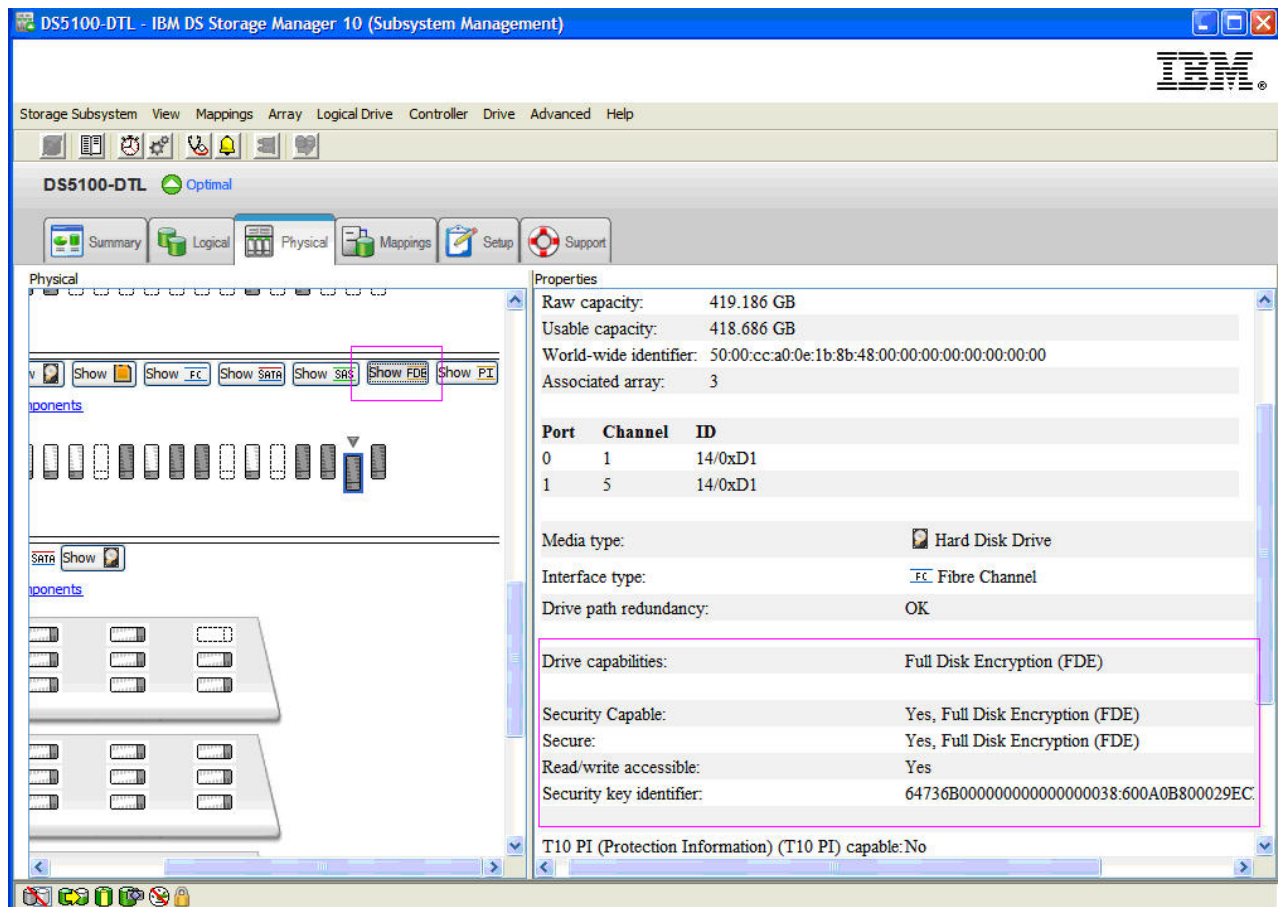 DS5100-DTL - IBM DS Storage Manager 10 (Subsystem Management)
IBM®
Storage Subsystem View Mappings Array Logical Drive Controller Drive Advanced Help
DS5100-DTL Optimal
Summary Logical Physical Mappings Setup Support
Physical
Show Show FC Show SATA Show SAS Show FDE Show PI
mponents
SATA Show
mponents
Properties
Raw capacity: 419.186 GB
Usable capacity: 418.686 GB
World-wide identifier: 50:00:cc:a0:0e:1b:8b:48:00:00:00:00:00:00:00:00
Associated array: 3
Port Channel ID
0 1 14/0xD1
1 5 14/0xD1
Media type: Hard Disk Drive
Interface type: FC Fibre Channel
Drive path redundancy: OK
Drive capabilities: Full Disk Encryption (FDE)
Security Capable: Yes, Full Disk Encryption (FDE)
Secure: Yes, Full Disk Encryption (FDE)
Read/write accessible: Yes
Security key identifier: 64736B000000000000000038:600A0B800029EC
T10 PI (Protection Information) (T10 PI) capable: No